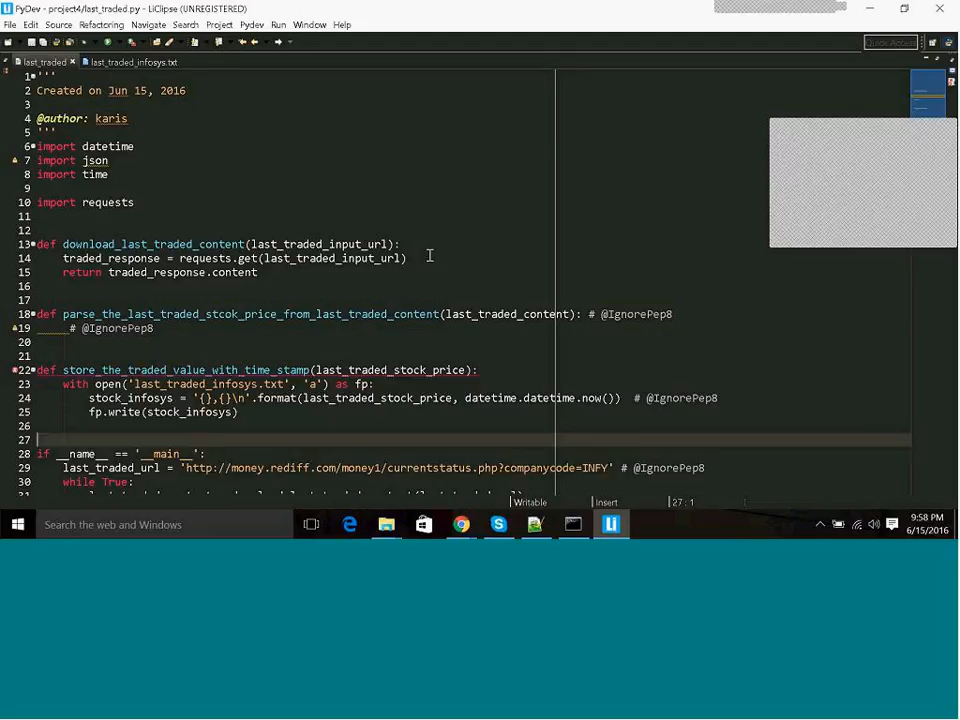 PyDev - project4/last_traded.py - LiClipse (UNREGISTERED)
File Edit Source Refactoring Navigate Search Project Pydev Run Window Help
Quick Access
last_traded last_traded_infosys.txt
1 '''
2 Created on Jun 15, 2016
3
4 @author: karis
5 '''
6 import datetime
7 import json
8 import time
9
10 import requests
11
12
13 def download_last_traded_content(last_traded_input_url):
14 traded_response = requests.get(last_traded_input_url)
15 return traded_response.content
16
17
18 def parse_the_last_traded_stcok_price_from_last_traded_content(last_traded_content): # @IgnorePep8
19 # @IgnorePep8
20
21
22 def store_the_traded_value_with_time_stamp(last_traded_stock_price):
23 with open('last_traded_infosys.txt', 'a') as fp:
24 stock_infosys = '{},{}\n'.format(last_traded_stock_price, datetime.datetime.now()) # @IgnorePep8
25 fp.write(stock_infosys)
26
27
28 if __name__ == '__main__':
29 last_traded_url = 'http://money.rediff.com/money1/currentstatus.php?companycode=INFY' # @IgnorePep8
30 while True:
Writable Insert 27 : 1
Search the web and Windows
9:58 PM
6/15/2016